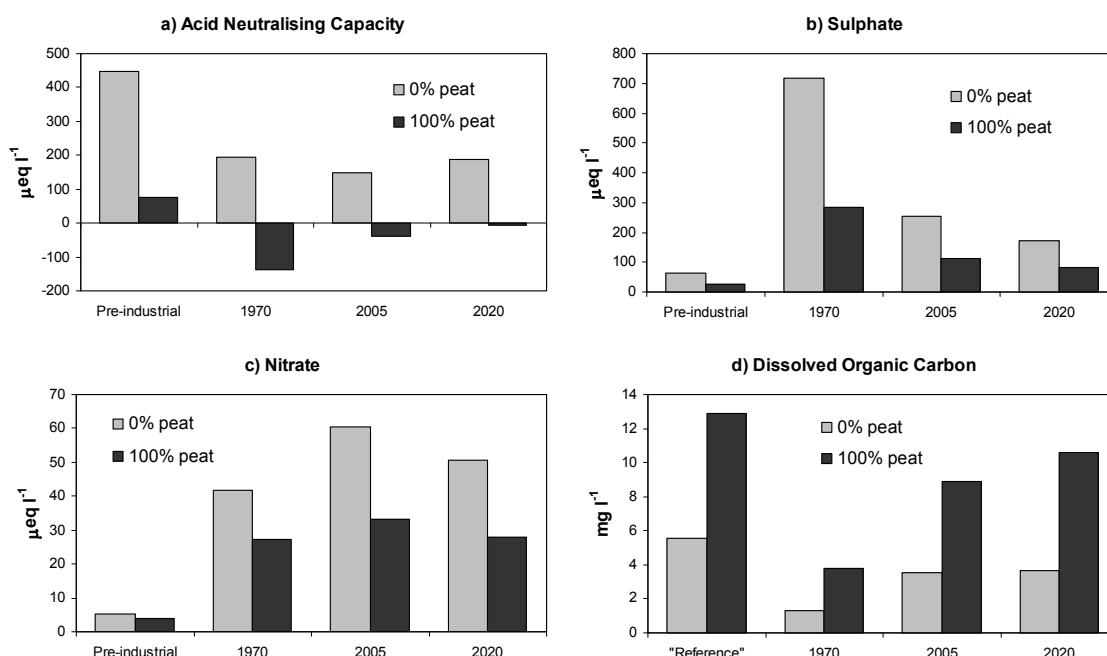 a) Acid Neutralising Capacity
500
400
300
200
100
0
-100
-200
µeq l-1
0% peat
100% peat
Pre-industrial 1970 2005 2020
b) Sulphate
800
700
600
500
400
300
200
100
0
µeq l-1
0% peat
100% peat
Pre-industrial 1970 2005 2020
c) Nitrate
70
60
50
40
30
20
10
0
µeq l-1
0% peat
100% peat
Pre-industrial 1970 2005 2020
d) Dissolved Organic Carbon
14
12
10
8
6
4
2
0
mg l-1
0% peat
100% peat
"Reference" 1970 2005 2020